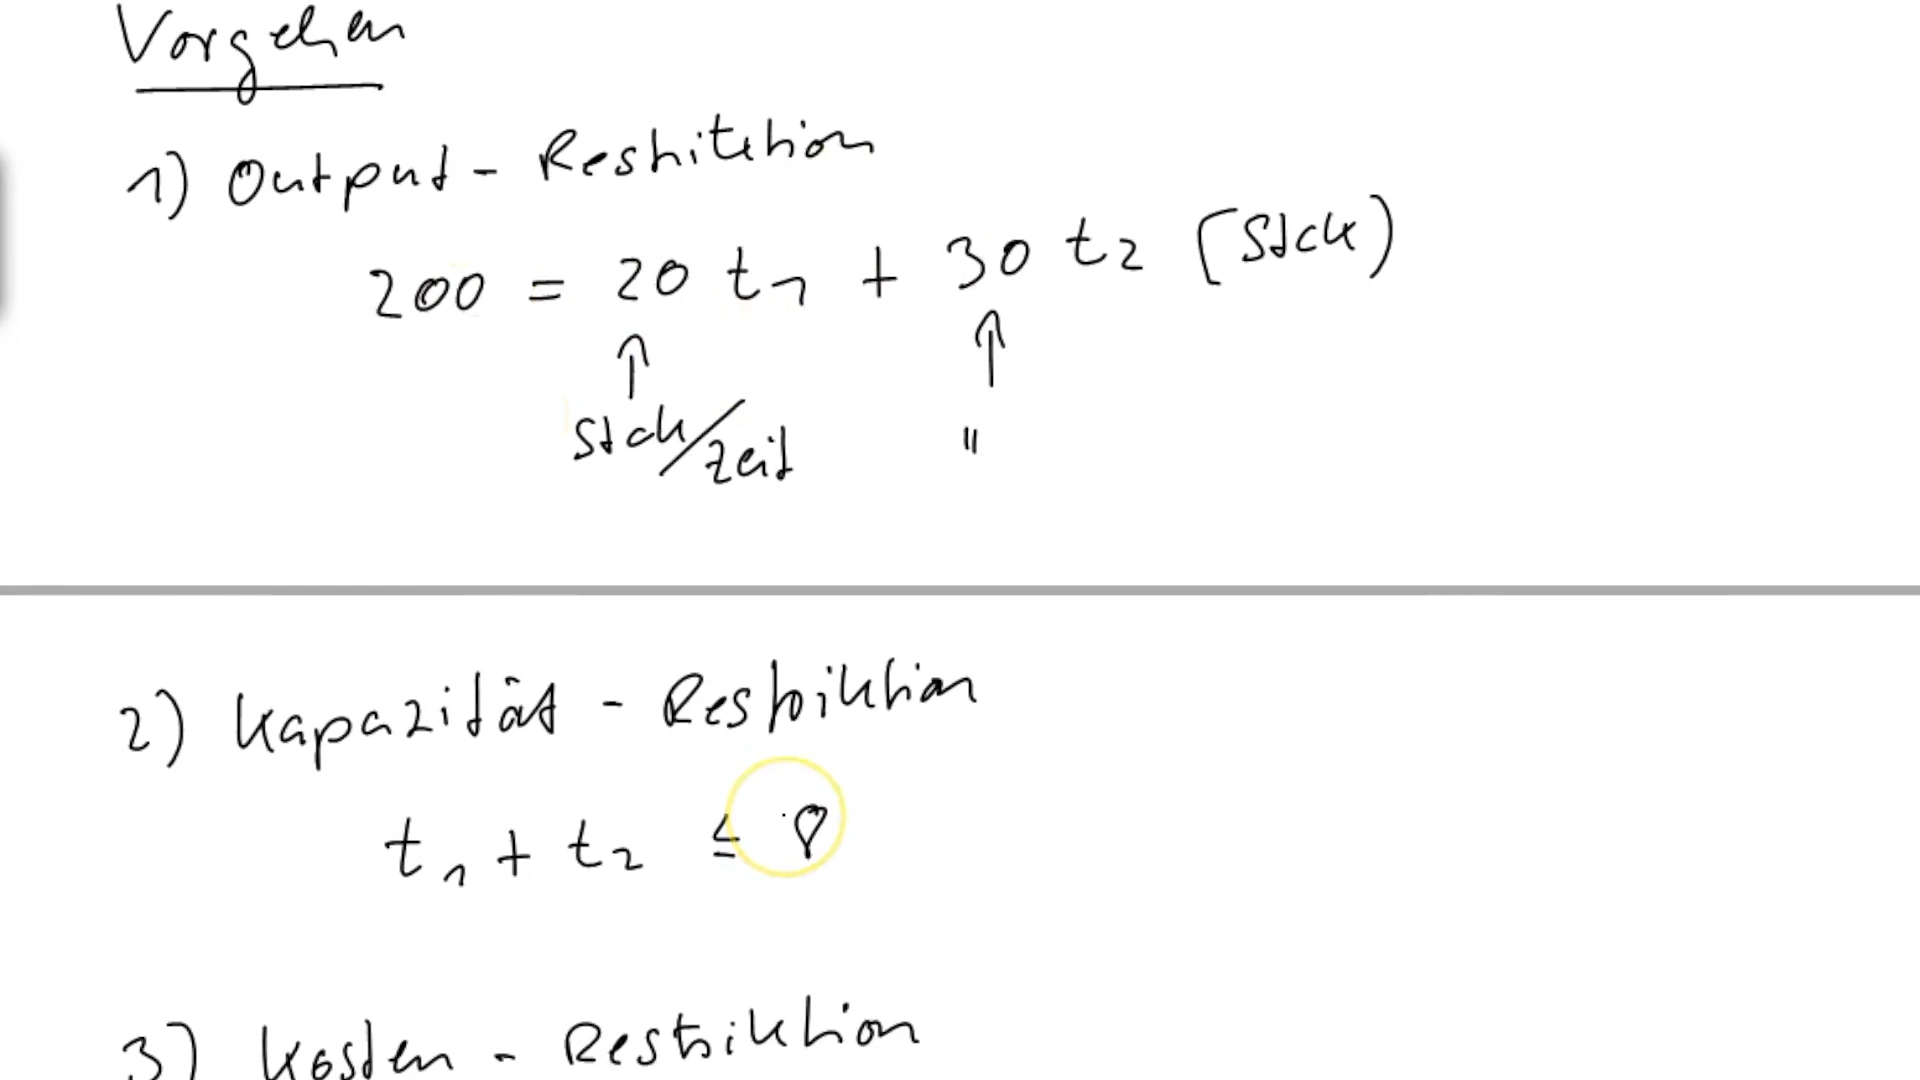 Vorgehen
1) Output - Restriktion
200 = 20 t₁ + 30 t₂ (Stck)
↑ ↑
Stck/Zeit "
2) Kapazität - Restriktion
t₁ + t₂ ≤ 8
3) Kosten - Restriktion